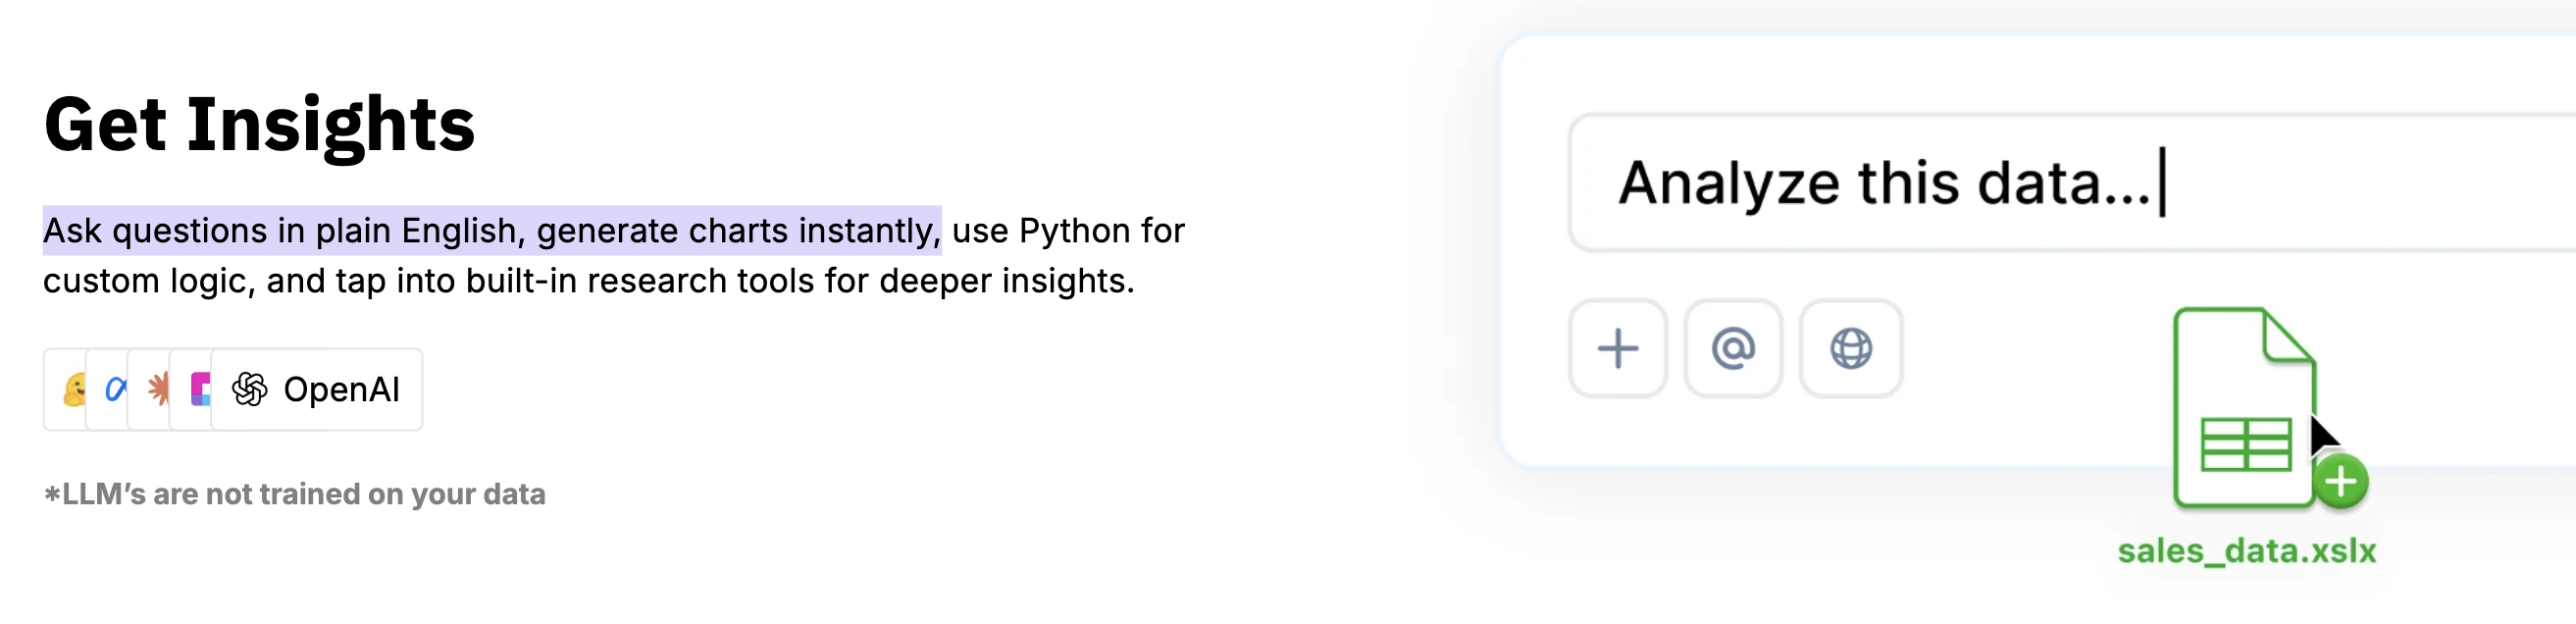 Get Insights
Ask questions in plain English, generate charts instantly, use Python for
custom logic, and tap into built-in research tools for deeper insights.
OpenAI
*LLM’s are not trained on your data
Analyze this data...
sales_data.xslx